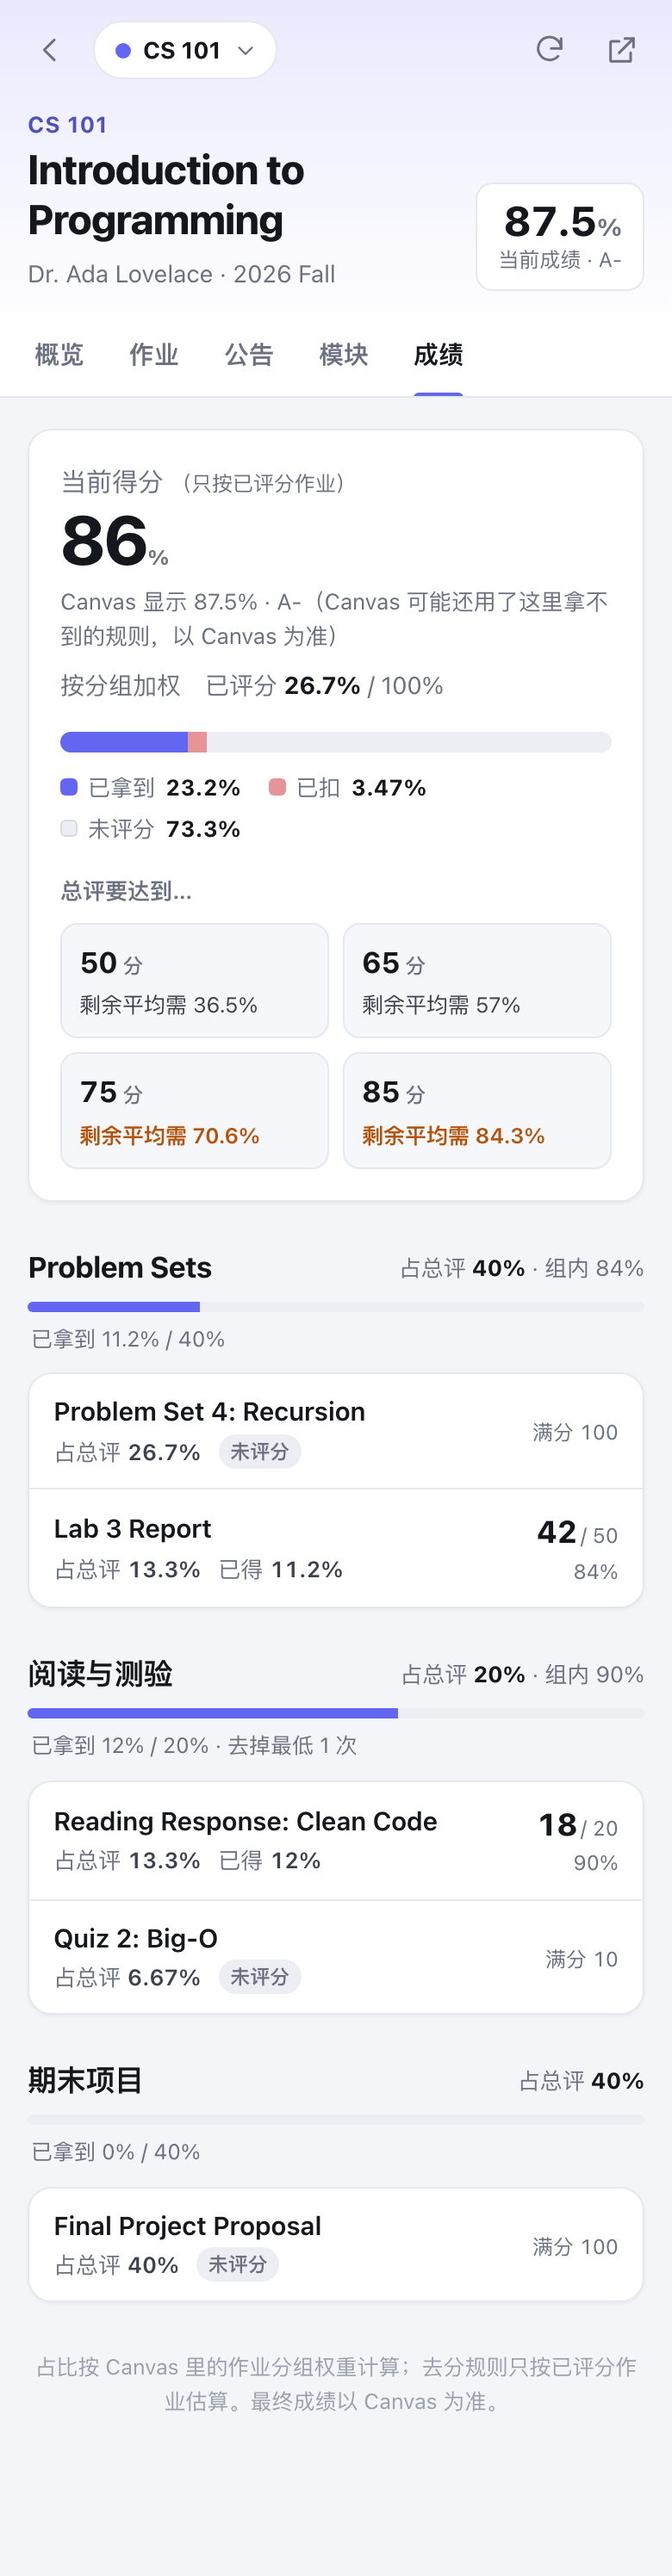 CS 101
CS 101
Introduction to
Programming
Dr. Ada Lovelace · 2026 Fall
87.5%
当前成绩 · A-
概览 作业 公告 模块 成绩
当前得分 （只按已评分作业）
86%
Canvas 显示 87.5% · A-（Canvas 可能还用了这里拿不
到的规则，以 Canvas 为准）
按分组加权 已评分 26.7% / 100%
已拿到 23.2% 已扣 3.47%
未评分 73.3%
总评要达到...
50 分
剩余平均需 36.5%
65 分
剩余平均需 57%
75 分
剩余平均需 70.6%
85 分
剩余平均需 84.3%
Problem Sets 占总评 40% · 组内 84%
已拿到 11.2% / 40%
Problem Set 4: Recursion
占总评 26.7% 未评分
满分 100
Lab 3 Report
占总评 13.3% 已得 11.2%
42 / 50
84%
阅读与测验 占总评 20% · 组内 90%
已拿到 12% / 20% · 去掉最低 1 次
Reading Response: Clean Code
占总评 13.3% 已得 12%
18 / 20
90%
Quiz 2: Big-O
占总评 6.67% 未评分
满分 10
期末项目 占总评 40%
已拿到 0% / 40%
Final Project Proposal
占总评 40% 未评分
满分 100
占比按 Canvas 里的作业分组权重计算；去分规则只按已评分作
业估算。最终成绩以 Canvas 为准。